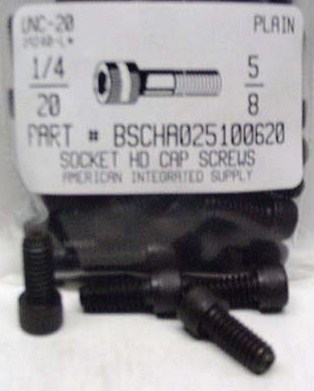 UNC-20 PLAIN
1/4 5/8
20
PART # BSCHA025100620
SOCKET HD CAP SCREWS
AMERICAN INTEGRATED SUPPLY